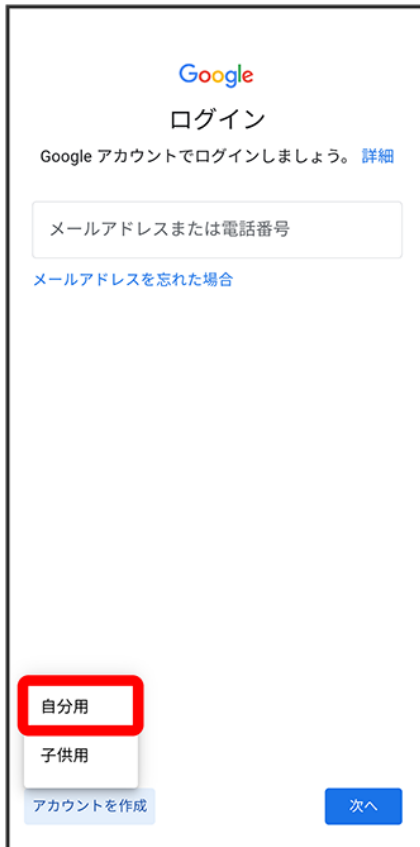 Google
ログイン
Google アカウントでログインしましょう。 詳細
メールアドレスまたは電話番号
メールアドレスを忘れた場合
自分用
子供用
アカウントを作成
次へ